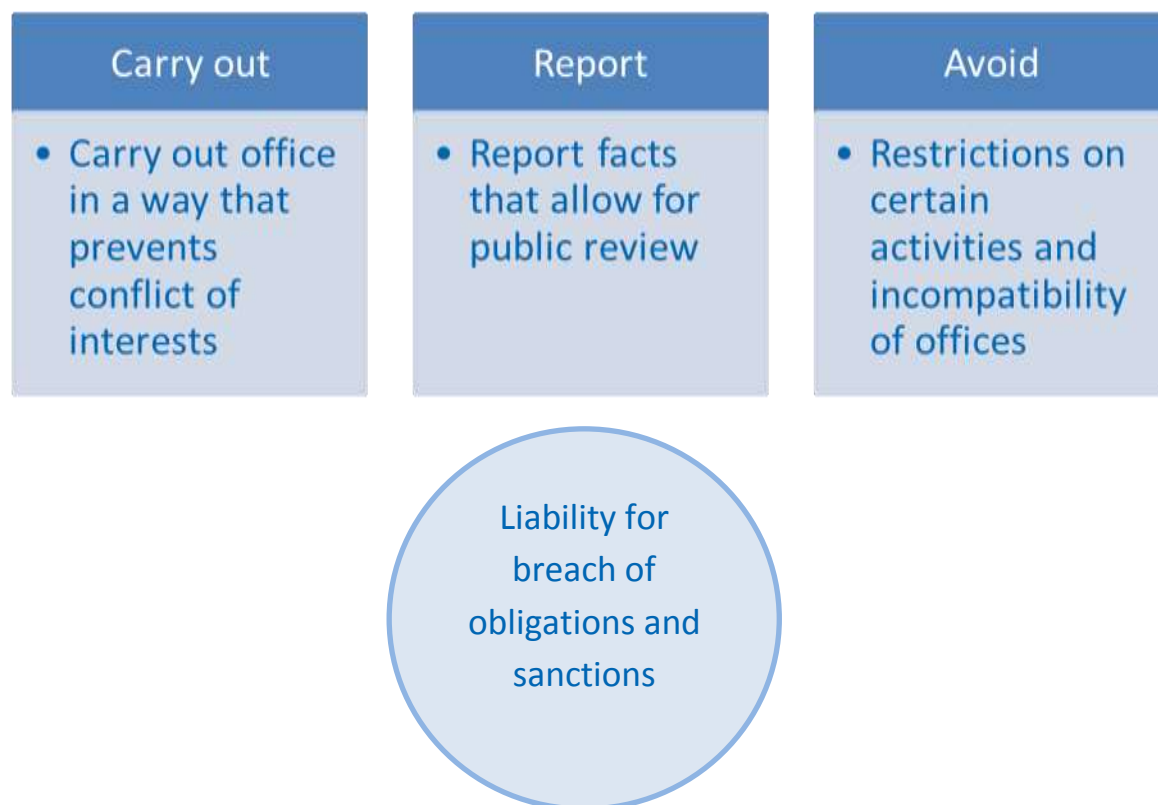 Carry out
• Carry out office
in a way that
prevents
conflict of
interests
Report
• Report facts
that allow for
public review
Avoid
• Restrictions on
certain
activities and
incompatibility
of offices
Liability for
breach of
obligations and
sanctions